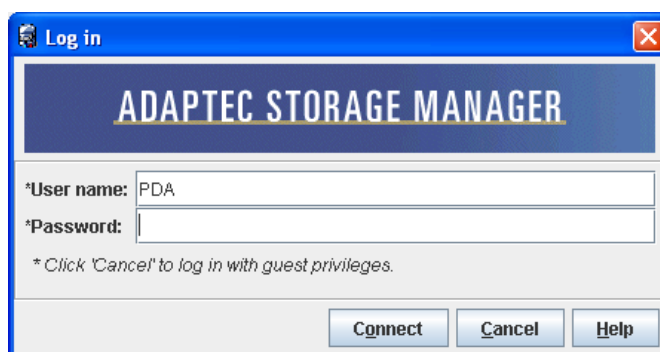 Log in
ADAPTEC STORAGE MANAGER
*User name: PDA
*Password:
* Click 'Cancel' to log in with guest privileges.
Connect Cancel Help